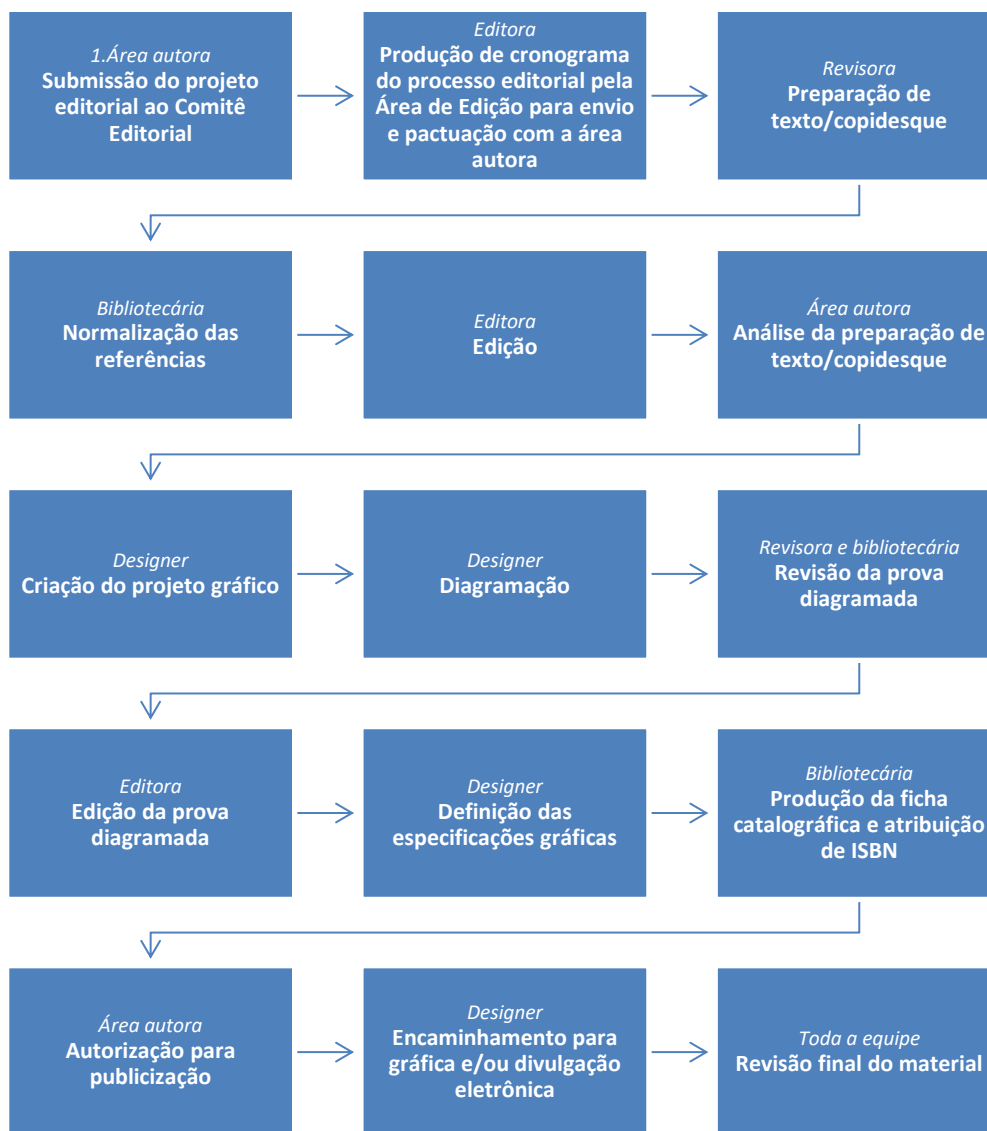 1.Área autora
Submissão do projeto
editorial ao Comitê
Editorial
Editora
Produção de cronograma
do processo editorial pela
Área de Edição para envio
e pactuação com a área
autora
Revisora
Preparação de
texto/copidesque
Bibliotecária
Normalização das
referências
Editora
Edição
Área autora
Análise da preparação de
texto/copidesque
Designer
Criação do projeto gráfico
Designer
Diagramação
Revisora e bibliotecária
Revisão da prova
diagramada
Editora
Edição da prova
diagramada
Designer
Definição das
especificações gráficas
Bibliotecária
Produção da ficha
catalográfica e atribuição
de ISBN
Área autora
Autorização para
publicização
Designer
Encaminhamento para
gráfica e/ou divulgação
eletrônica
Toda a equipe
Revisão final do material